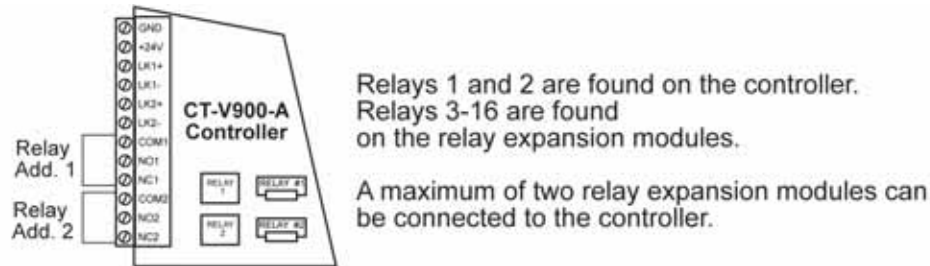 GND
+24V
LK1+
LK1-
LK2+
LK2-
COM1
NO1
NC1
COM2
NO2
NC2
Relay
Add. 1
Relay
Add. 2
CT-V900-A
Controller
RELAY
1
RELAY #1
RELAY
2
RELAY #2
Relays 1 and 2 are found on the controller.
Relays 3-16 are found
on the relay expansion modules.
A maximum of two relay expansion modules can
be connected to the controller.